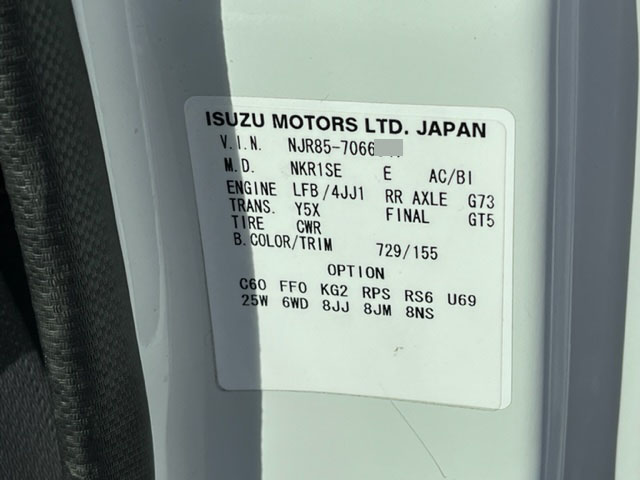 ISUZU MOTORS LTD. JAPAN
V.I.N. NJR85-7066
M.D. NKR1SE E AC/BI
ENGINE LFB/4JJ1 RR AXLE G73
TRANS. Y5X FINAL GT5
TIRE CWR
B.COLOR/TRIM 729/155
OPTION
C60 FF0 KG2 RPS RS6 U69
25W 6WD 8JJ 8JM 8NS